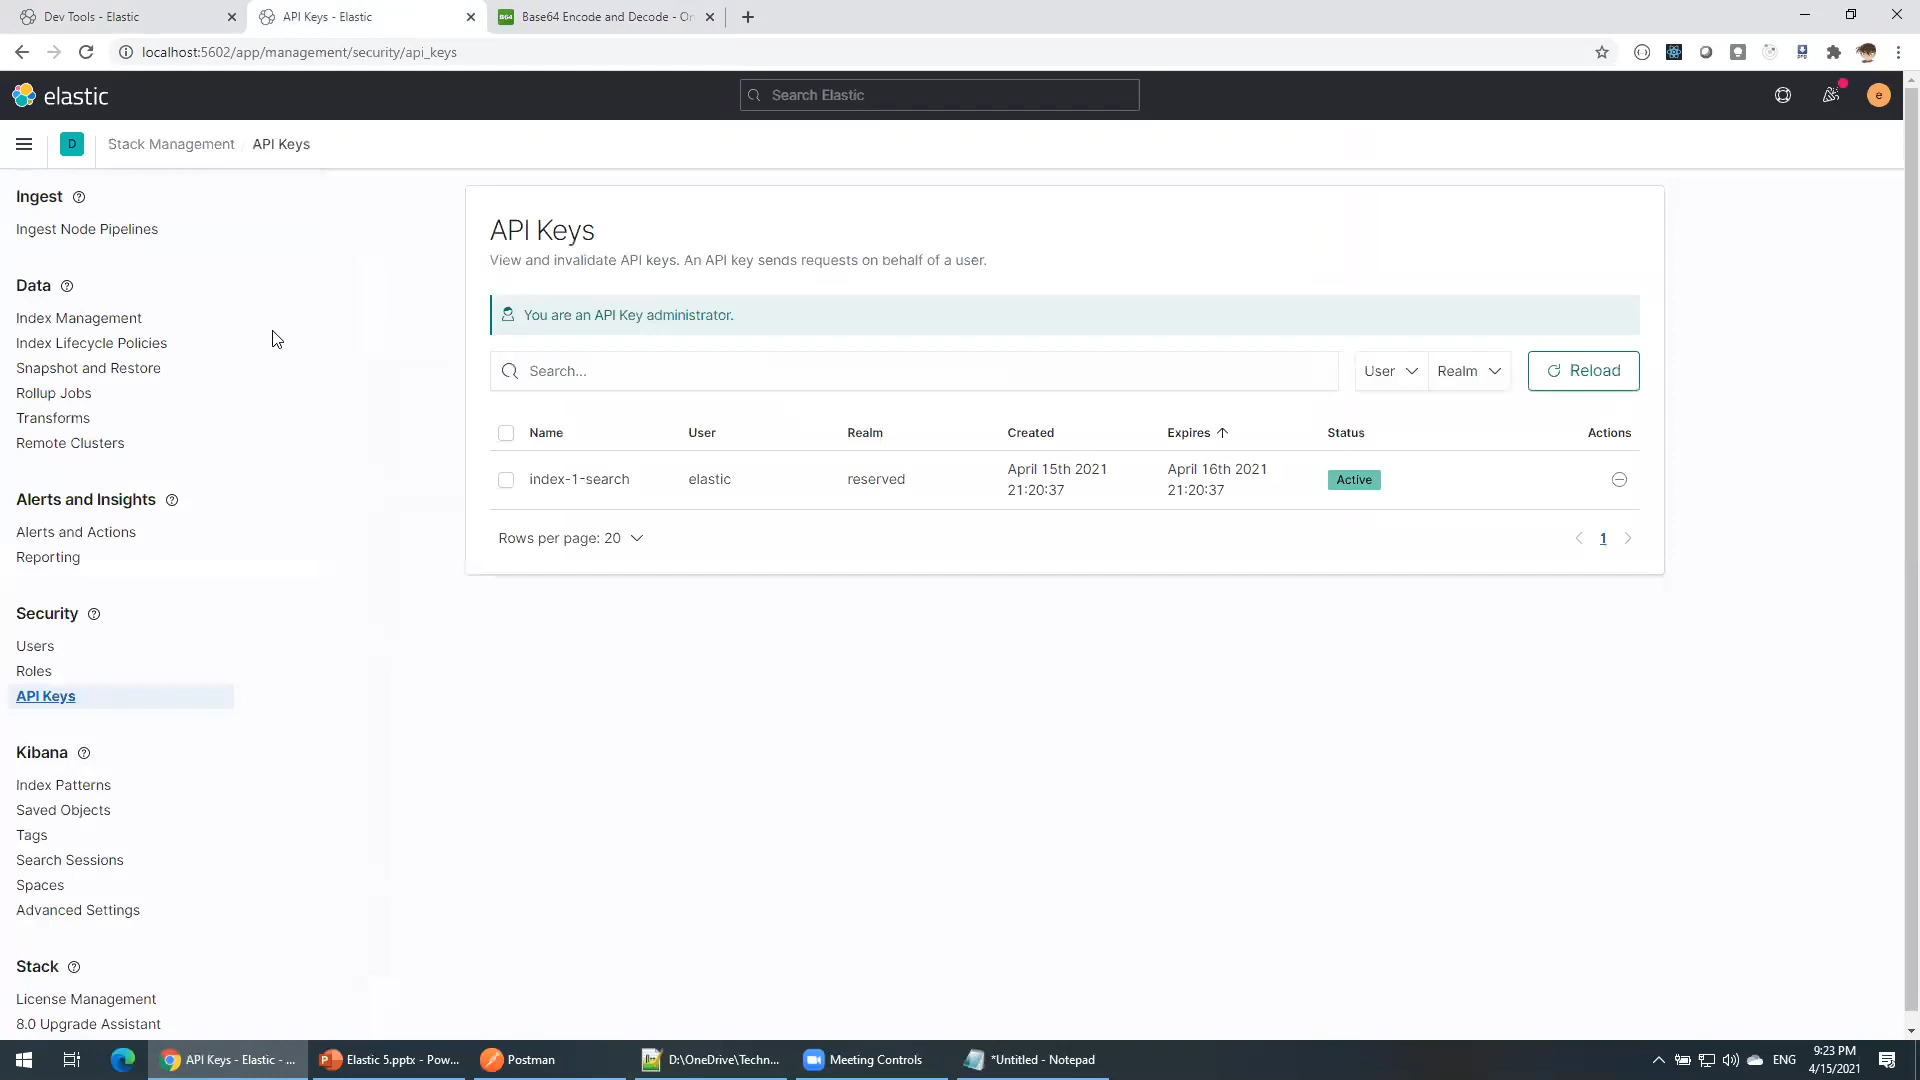 Dev Tools - Elastic
API Keys - Elastic
Base64 Encode and Decode - On
localhost:5602/app/management/security/api_keys
elastic
Search Elastic
e
D
Stack Management / API Keys
Ingest
Ingest Node Pipelines
Data
Index Management
Index Lifecycle Policies
Snapshot and Restore
Rollup Jobs
Transforms
Remote Clusters
Alerts and Insights
Alerts and Actions
Reporting
Security
Users
Roles
API Keys
Kibana
Index Patterns
Saved Objects
Tags
Search Sessions
Spaces
Advanced Settings
Stack
License Management
8.0 Upgrade Assistant
API Keys
View and invalidate API keys. An API key sends requests on behalf of a user.
You are an API Key administrator.
Search...
User
Realm
Reload
Name User Realm Created Expires Status Actions
index-1-search elastic reserved April 15th 2021 21:20:37 April 16th 2021 21:20:37 Active
Rows per page: 20
1
API Keys - Elastic - ...
Elastic 5.pptx - Pow...
Postman
D:\OneDrive\Techn...
Meeting Controls
*Untitled - Notepad
ENG
9:23 PM
4/15/2021